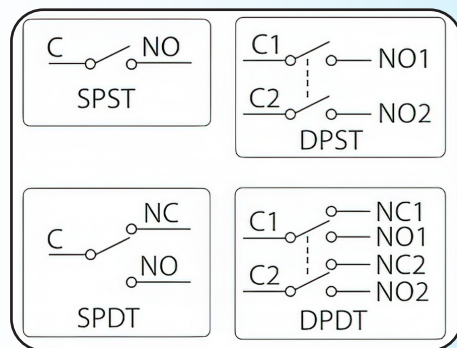 C NO
SPST
C1 NO1
C2 NO2
DPST
NC
C
NO
SPDT
NC1
C1 NO1
NC2
C2 NO2
DPDT